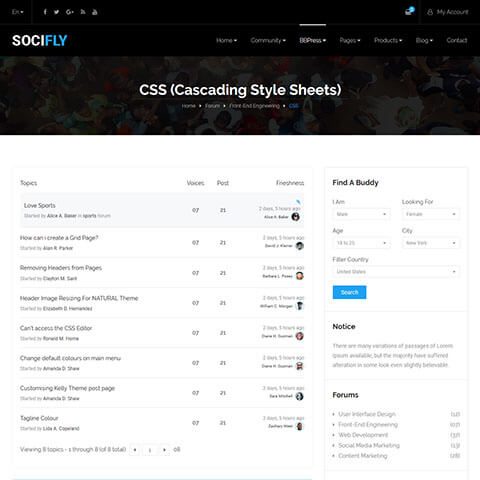 En
My Account
SOCIFLY
Home Community BBPress Pages Products Blog Contact
CSS (Cascading Style Sheets)
Home Forum Front-End Engineering CSS
Topics Voices Post Freshness
Love Sports
Started by Alice A. Baker in sports forum
07 21
2 days, 5 hours ago
Alice A. Baker
How can i create a Grid Page?
Started by Alan R. Parker
07 21
2 days, 5 hours ago
David J. Klerner
Removing Headers from Pages
Started by Clayton M. Sant
07 21
2 days, 5 hours ago
Barbara L. Posey
Header Image Resizing For NATURAL Theme
Started by Elizabeth D. Hernandez
07 21
2 days, 5 hours ago
William C. Morgan
Can't access the CSS Editor
Started by Ronald M. Horne
07 21
2 days, 5 hours ago
Diane H. Guzman
Change default colours on main menu
Started by Amanda D. Shaw
07 21
2 days, 5 hours ago
Diane H. Guzman
Customising Kelly Theme post page
Started by Amanda D. Shaw
07 21
2 days, 5 hours ago
Sara Mitchell
Tagline Colour
Started by Lida A. Copeland
07 21
2 days, 5 hours ago
Zachary Meer
Viewing 8 topics - 1 through 8 (of 8 total) 1 08
Find A Buddy
I Am Looking For
Male Female
Age City
18 to 25 New York
Filter Country
United States
Search
Notice
There are many variations of passages of Lorem
Ipsum available, but the majority have suffered
alteration in some look even slightly believable.
Forums
User Interface Design (12)
Front-End Engineering (07)
Web Development (37)
Social Media Marketing (13)
Content Marketing (28)